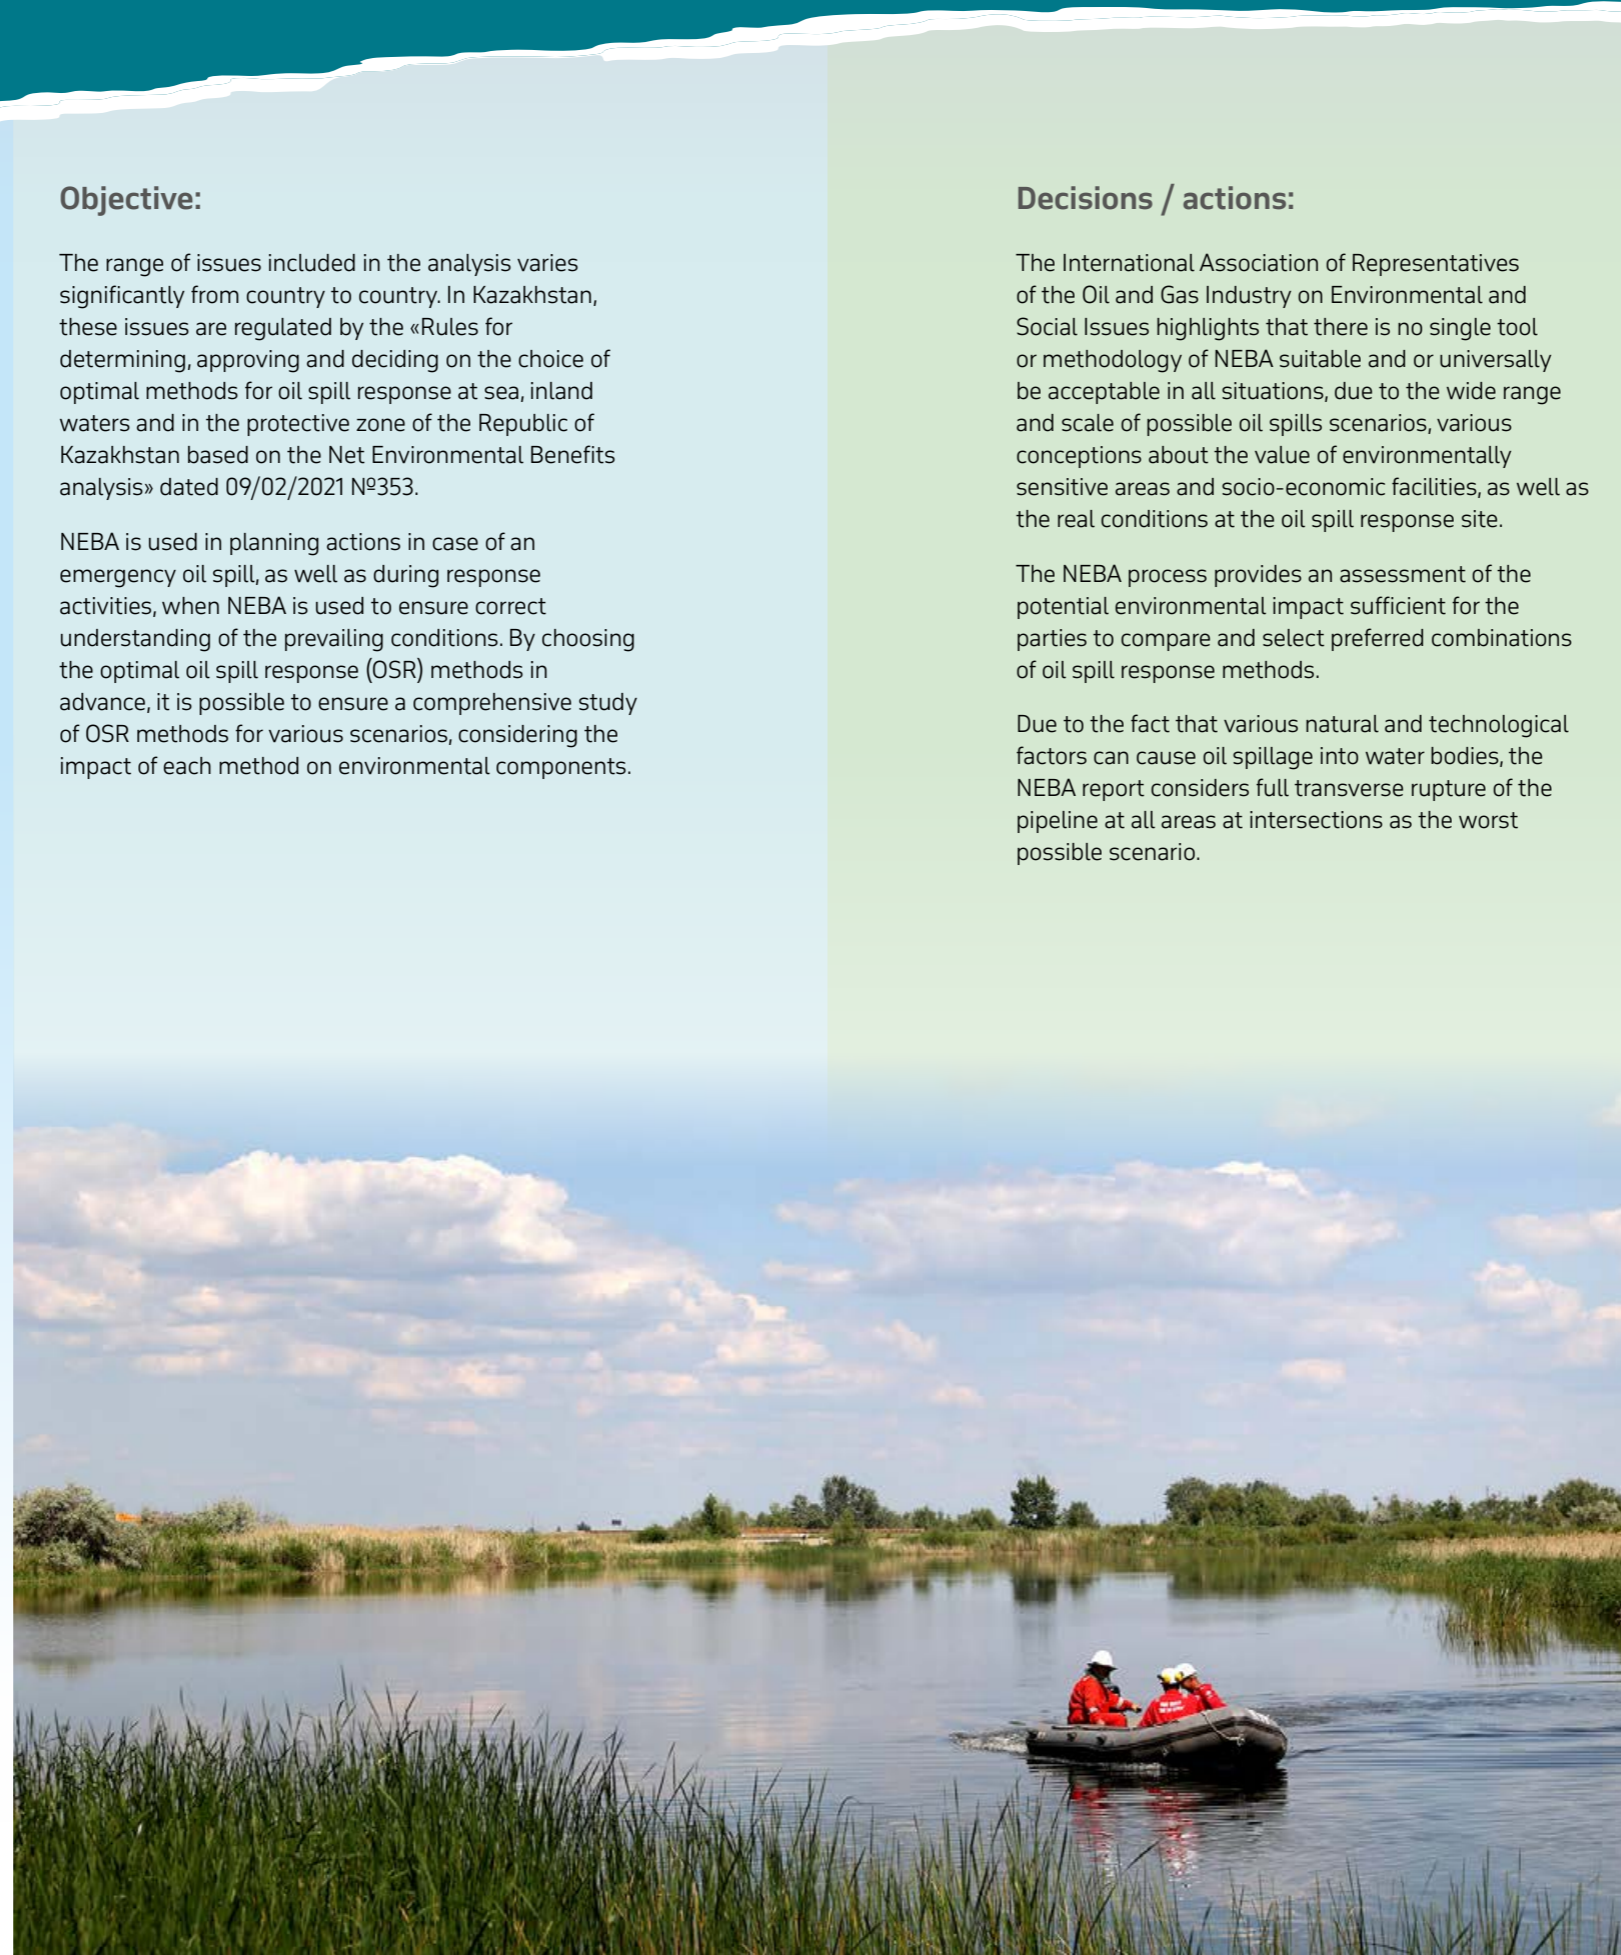 Objective:
The range of issues included in the analysis varies
significantly from country to country. In Kazakhstan,
these issues are regulated by the «Rules for
determining, approving and deciding on the choice of
optimal methods for oil spill response at sea, inland
waters and in the protective zone of the Republic of
Kazakhstan based on the Net Environmental Benefits
analysis» dated 09/02/2021 №353.
NEBA is used in planning actions in case of an
emergency oil spill, as well as during response
activities, when NEBA is used to ensure correct
understanding of the prevailing conditions. By choosing
the optimal oil spill response (OSR) methods in
advance, it is possible to ensure a comprehensive study
of OSR methods for various scenarios, considering the
impact of each method on environmental components.
Decisions / actions:
The International Association of Representatives
of the Oil and Gas Industry on Environmental and
Social Issues highlights that there is no single tool
or methodology of NEBA suitable and or universally
be acceptable in all situations, due to the wide range
and scale of possible oil spills scenarios, various
conceptions about the value of environmentally
sensitive areas and socio-economic facilities, as well as
the real conditions at the oil spill response site.
The NEBA process provides an assessment of the
potential environmental impact sufficient for the
parties to compare and select preferred combinations
of oil spill response methods.
Due to the fact that various natural and technological
factors can cause oil spillage into water bodies, the
NEBA report considers full transverse rupture of the
pipeline at all areas at intersections as the worst
possible scenario.